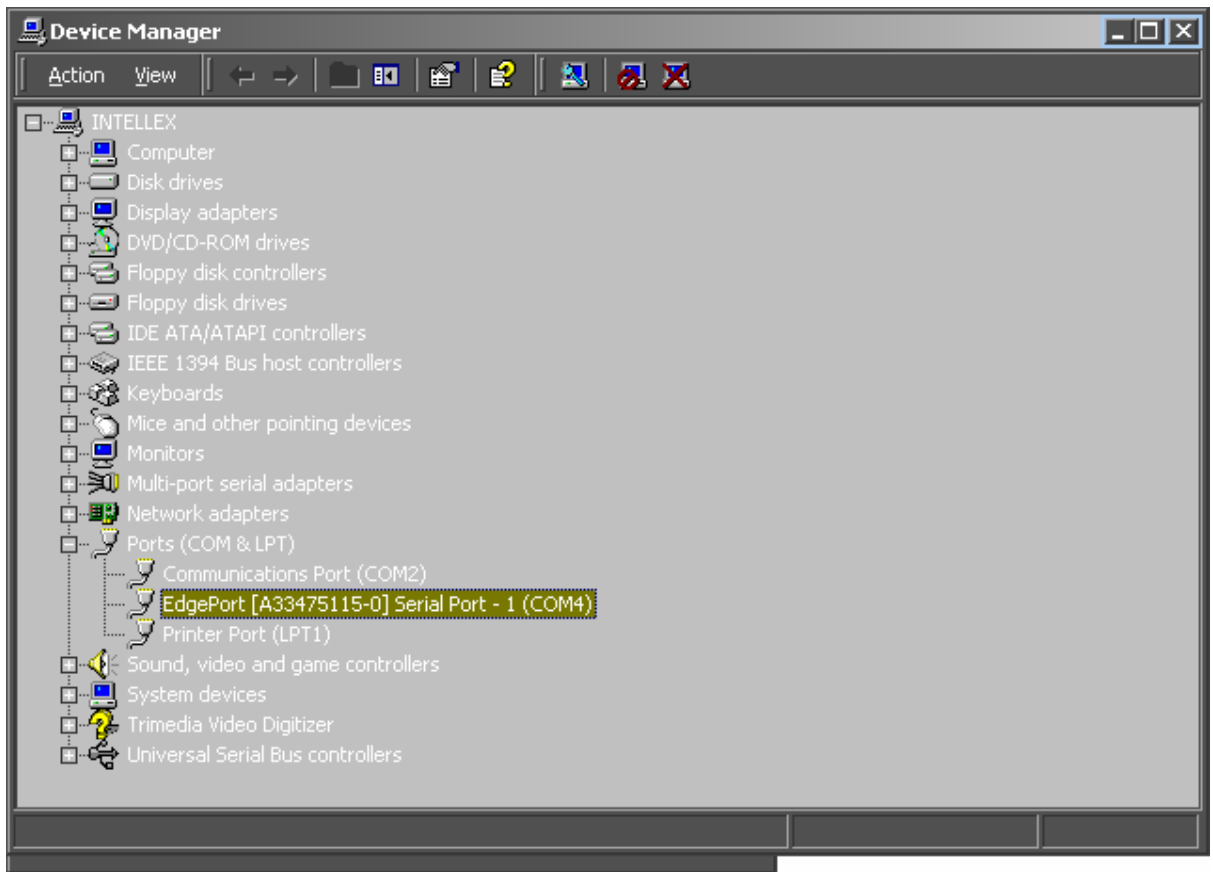 Device Manager
Action View
INTELLEX
Computer
Disk drives
Display adapters
DVD/CD-ROM drives
Floppy disk controllers
Floppy disk drives
IDE ATA/ATAPI controllers
IEEE 1394 Bus host controllers
Keyboards
Mice and other pointing devices
Monitors
Multi-port serial adapters
Network adapters
Ports (COM & LPT)
Communications Port (COM2)
EdgePort [A33475115-0] Serial Port - 1 (COM4)
Printer Port (LPT1)
Sound, video and game controllers
System devices
Trimedia Video Digitizer
Universal Serial Bus controllers